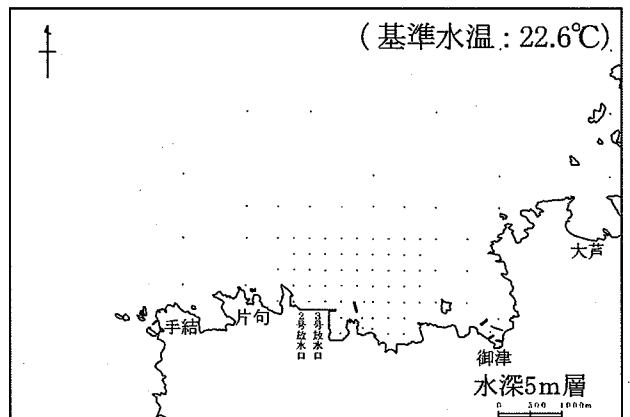 (基準水温:22.6℃)
大芦
手結
片句
2号放水口
3号放水口
御津
水深5m層
0 500 1000m